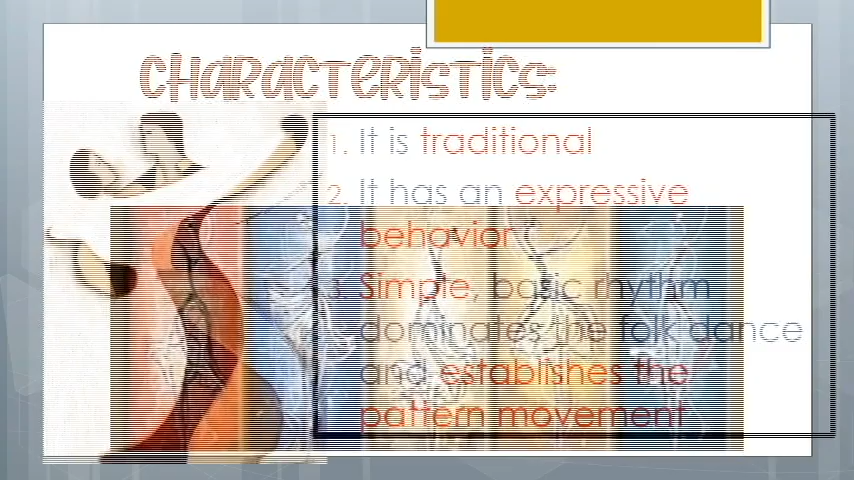 Characteristics:
1. It is traditional
2. It has an expressive
behavior
3. Simple, basic rhythm
dominates the folk dance
and establishes the
pattern movement